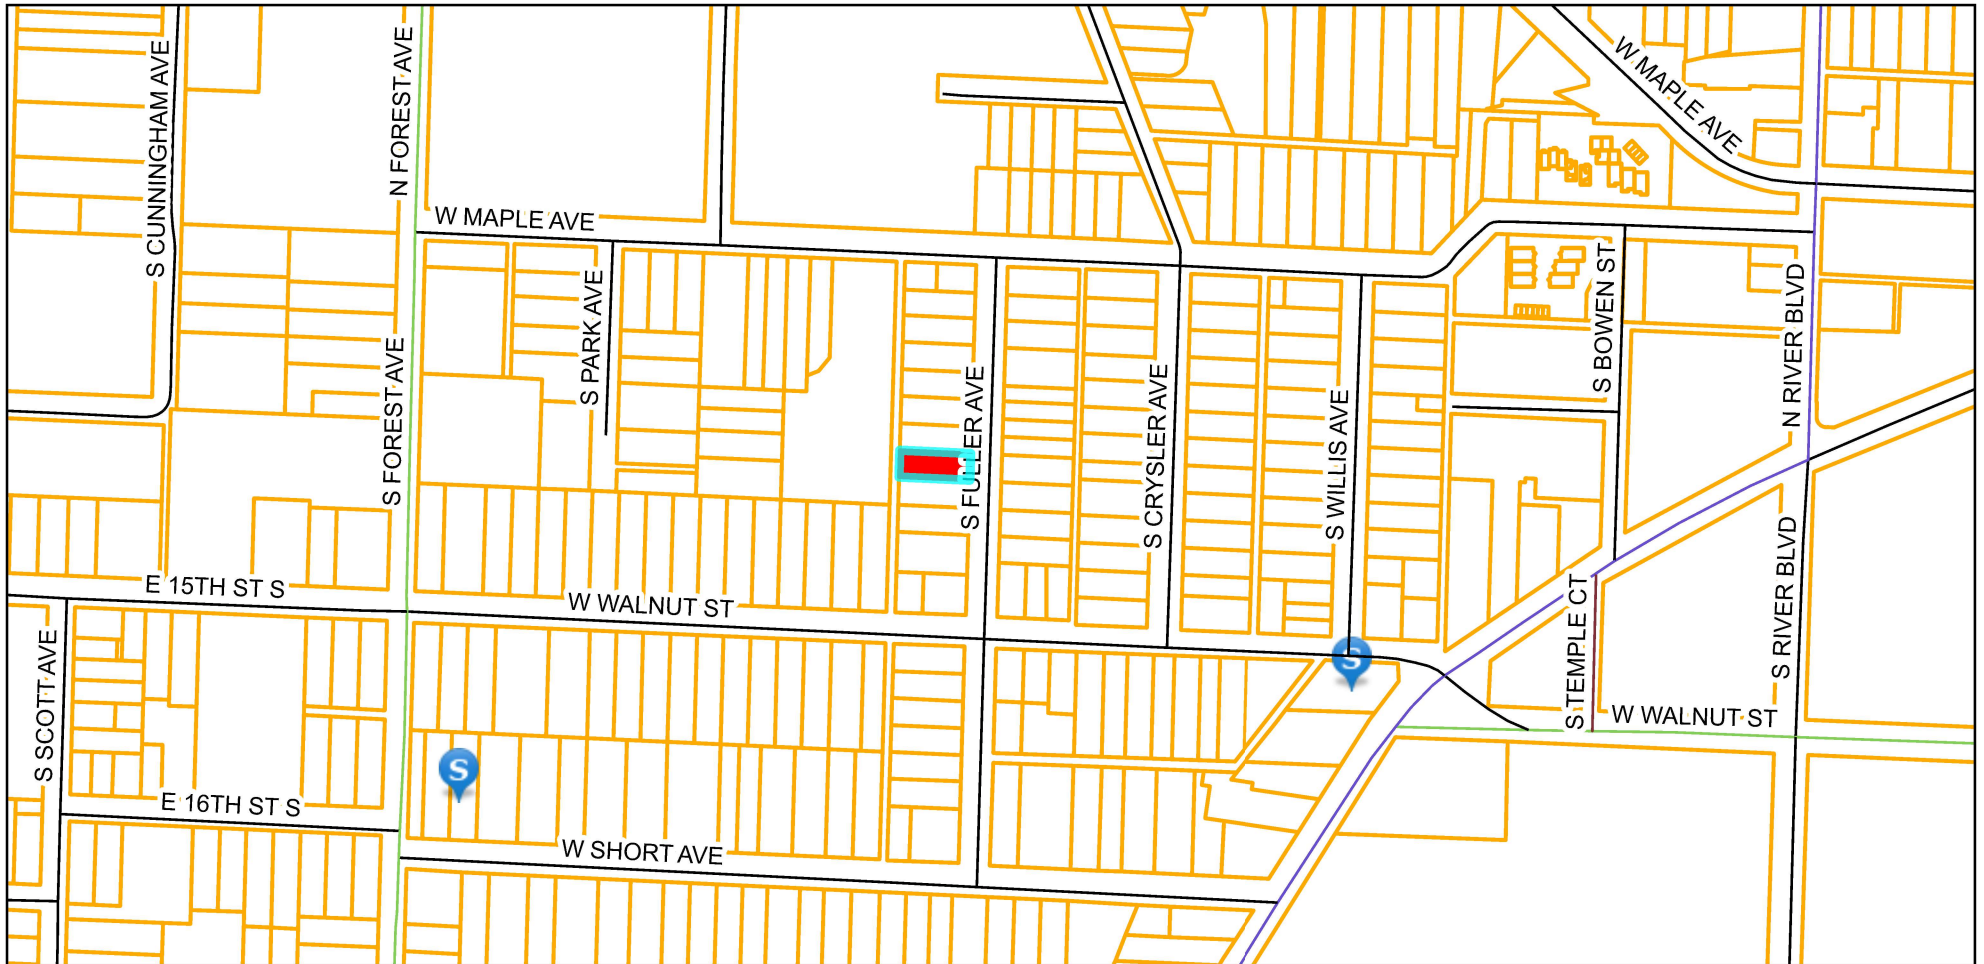 S CUNNINGHAM AVE
N FOREST AVE
W MAPLE AVE
W MAPLE AVE
S PARK AVE
S FOREST AVE
S FULLER AVE
S CRYSLER AVE
S WILLIS AVE
S BOWEN ST
N RIVER BLVD
E 15TH ST S
W WALNUT ST
S SCOTT AVE
S
S
S TEMPLE CT
S RIVER BLVD
W WALNUT ST
E 16TH ST S
W SHORT AVE